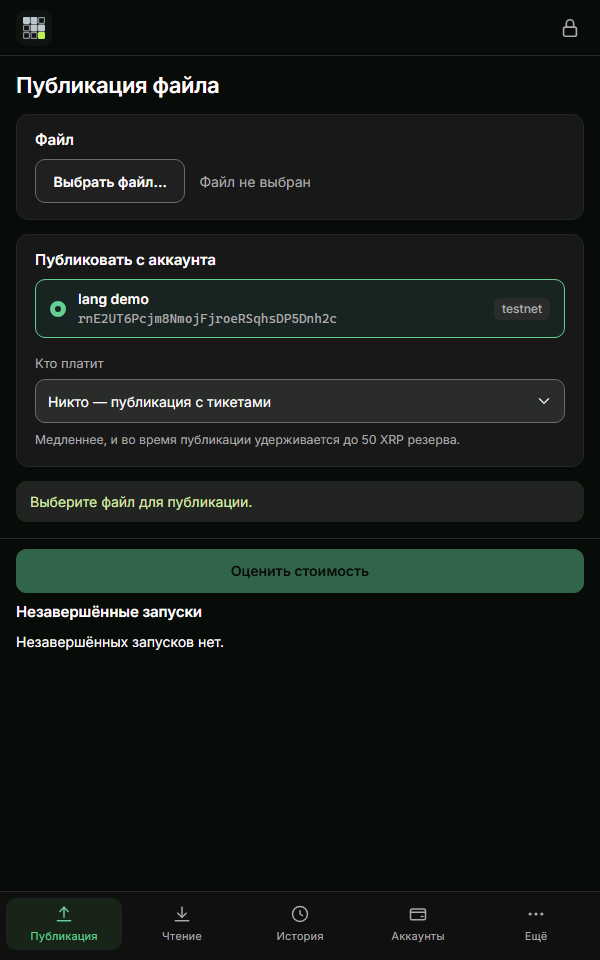 Публикация файла
Файл
Выбрать файл...
Файл не выбран
Публиковать с аккаунта
lang demo
rnE2UT6Pcjm8NmojFjroeRSqhsDP5Dnh2c
testnet
Кто платит
Никто — публикация с тикетами
Медленнее, и во время публикации удерживается до 50 XRP резерва.
Выберите файл для публикации.
Оценить стоимость
Незавершённые запуски
Незавершённых запусков нет.
Публикация
Чтение
История
Аккаунты
Ещё